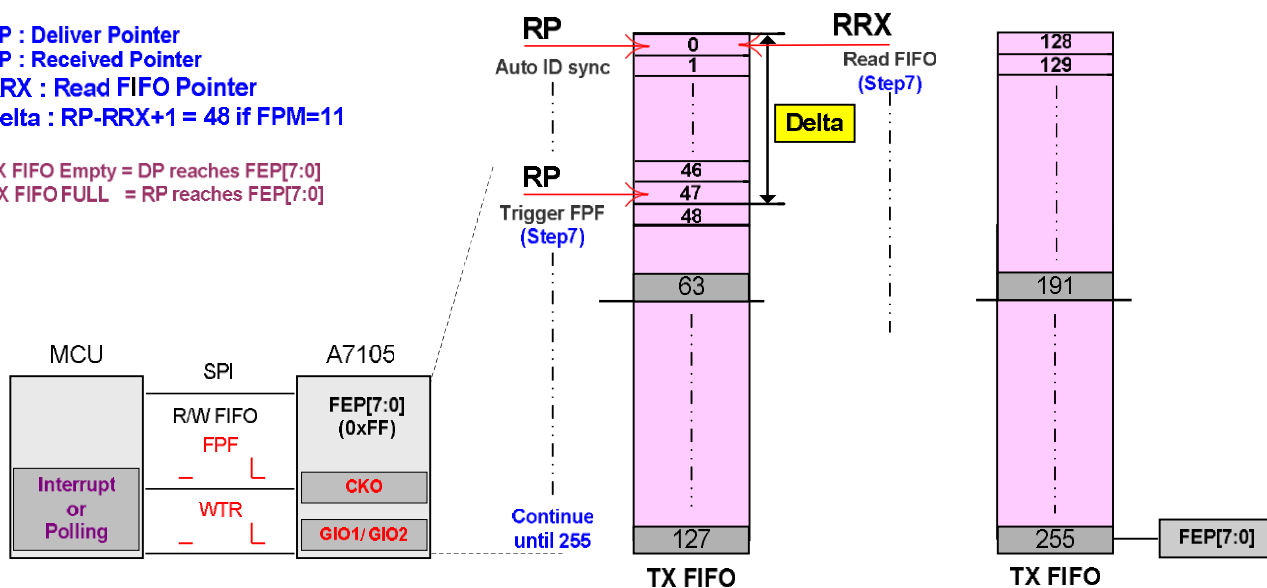 P : Deliver Pointer
P : Received Pointer
RX : Read FIFO Pointer
elta : RP-RRX+1 = 48 if FPM=11
X FIFO Empty = DP reaches FEP[7:0]
X FIFO FULL = RP reaches FEP[7:0]
RP
Auto ID sync
RP
Trigger FPF
(Step7)
Continue
until 255
0
1
46
47
48
63
127
TX FIFO
Delta
RRX
Read FIFO
(Step7)
128
129
191
255
TX FIFO
FEP[7:0]
MCU
Interrupt
or
Polling
SPI
R/W FIFO
FPF
WTR
A7105
FEP[7:0]
(0xFF)
CKO
GIO1/ GIO2